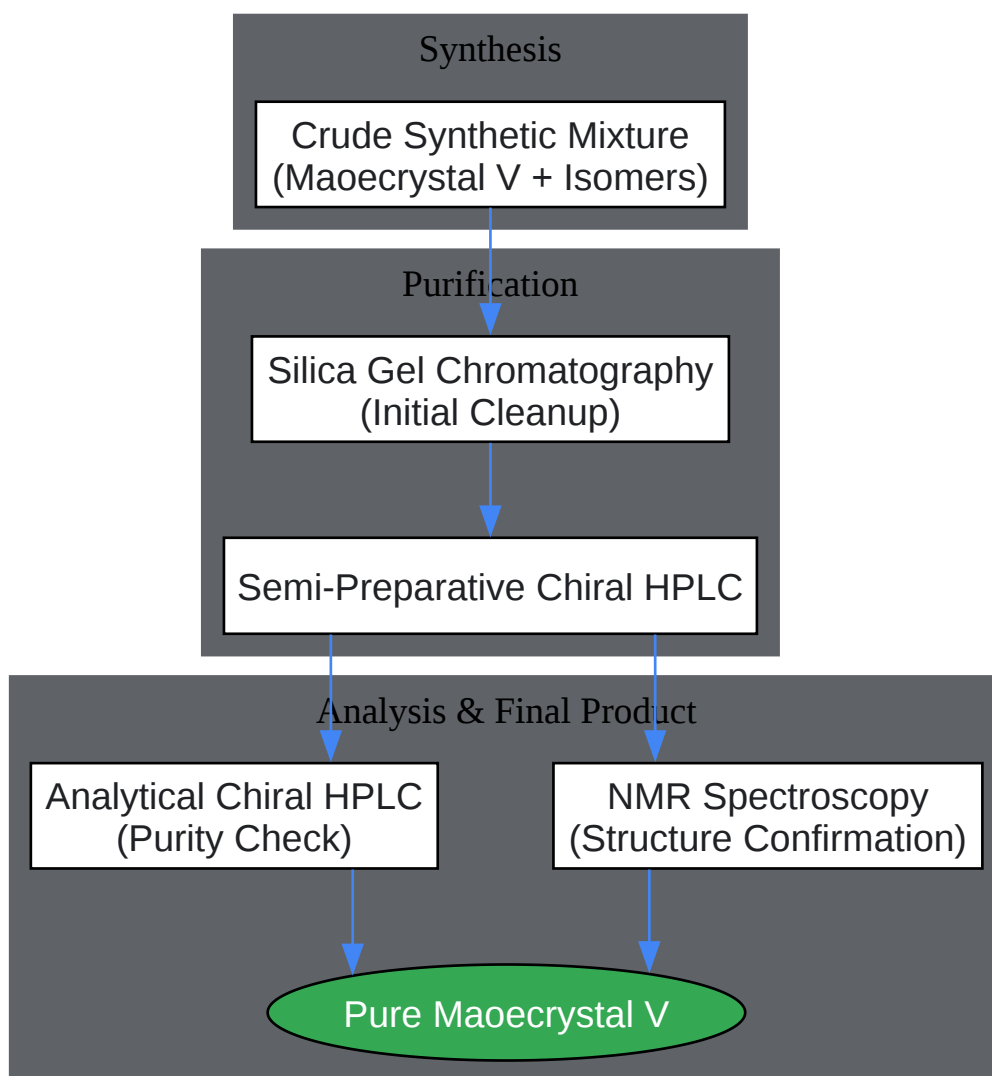 Synthesis
Crude Synthetic Mixture
(Maoecrystal V + Isomers)
Purification
Silica Gel Chromatography
(Initial Cleanup)
Semi-Preparative Chiral HPLC
Analysis & Final Product
Analytical Chiral HPLC
(Purity Check)
NMR Spectroscopy
(Structure Confirmation)
Pure Maoecrystal V